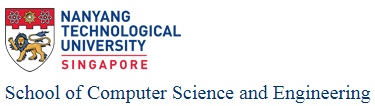 NANYANG
TECHNOLOGICAL
UNIVERSITY
SINGAPORE
School of Computer Science and Engineering